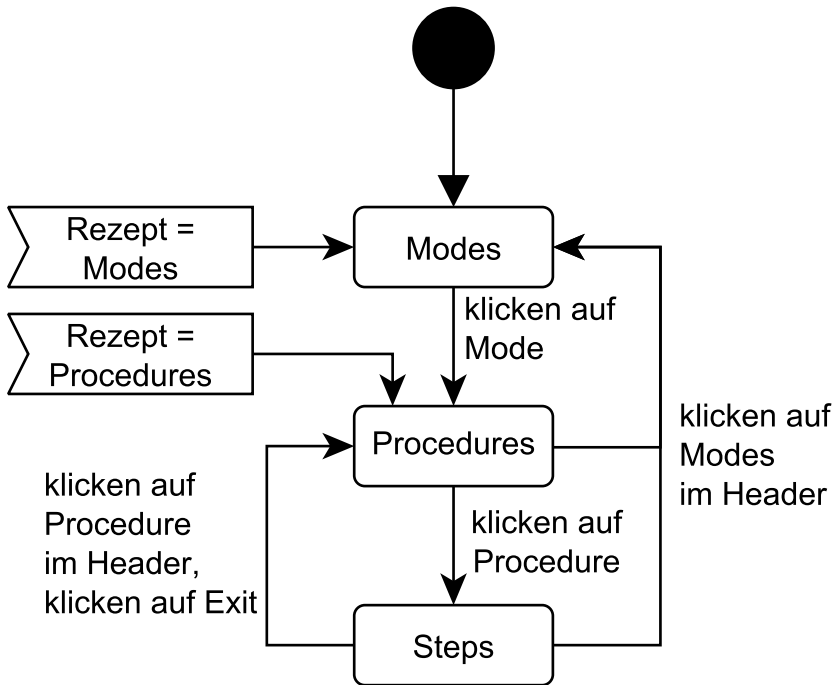 Rezept =
Modes
Modes
klicken auf
Mode
Rezept =
Procedures
Procedures
klicken auf
Modes
im Header
klicken auf
Procedure
im Header,
klicken auf Exit
klicken auf
Procedure
Steps